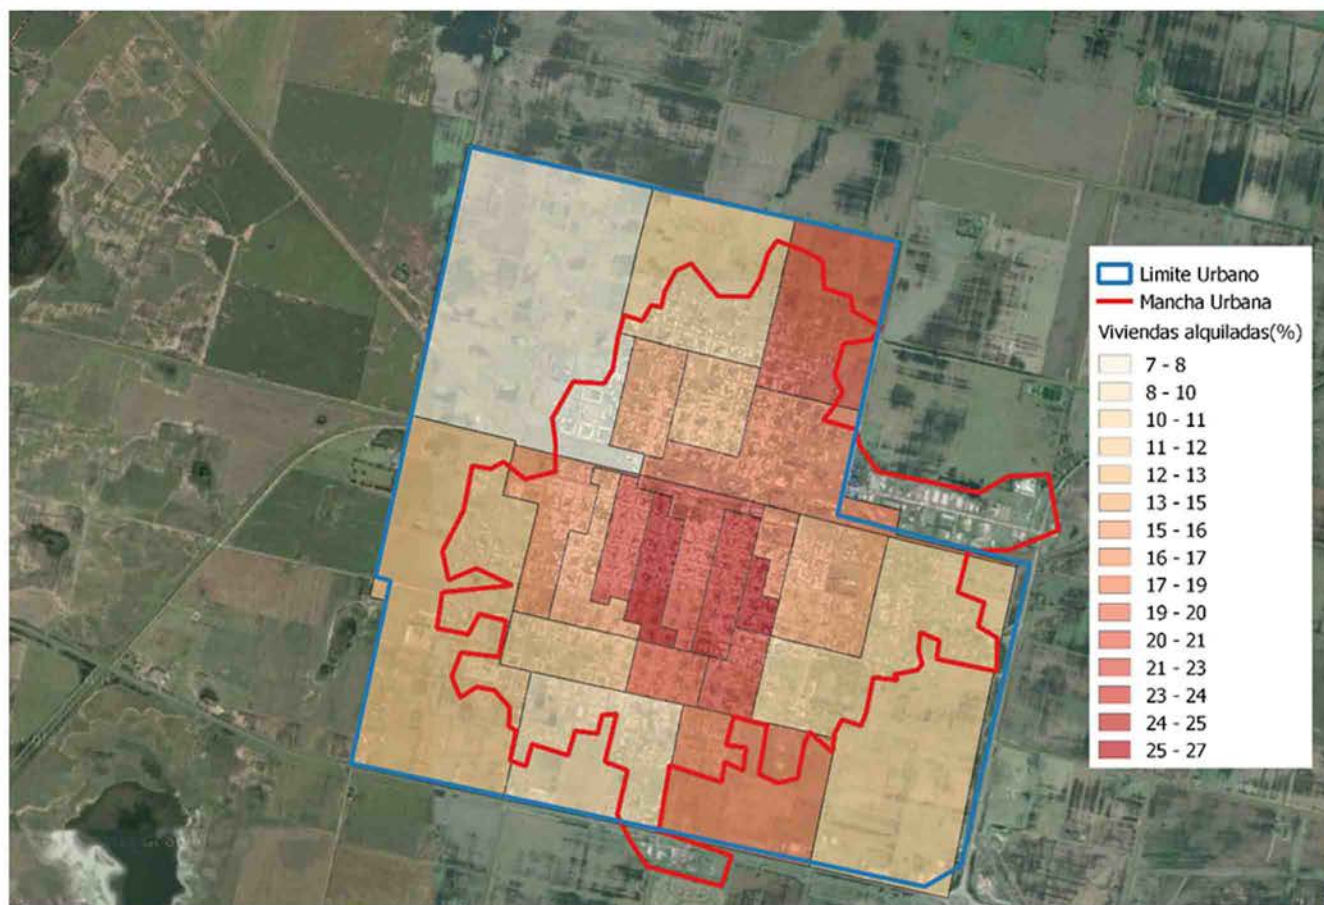 Limite Urbano
Mancha Urbana
Viviendas alquiladas(%)
7 - 8
8 - 10
10 - 11
11 - 12
12 - 13
13 - 15
15 - 16
16 - 17
17 - 19
19 - 20
20 - 21
21 - 23
23 - 24
24 - 25
25 - 27